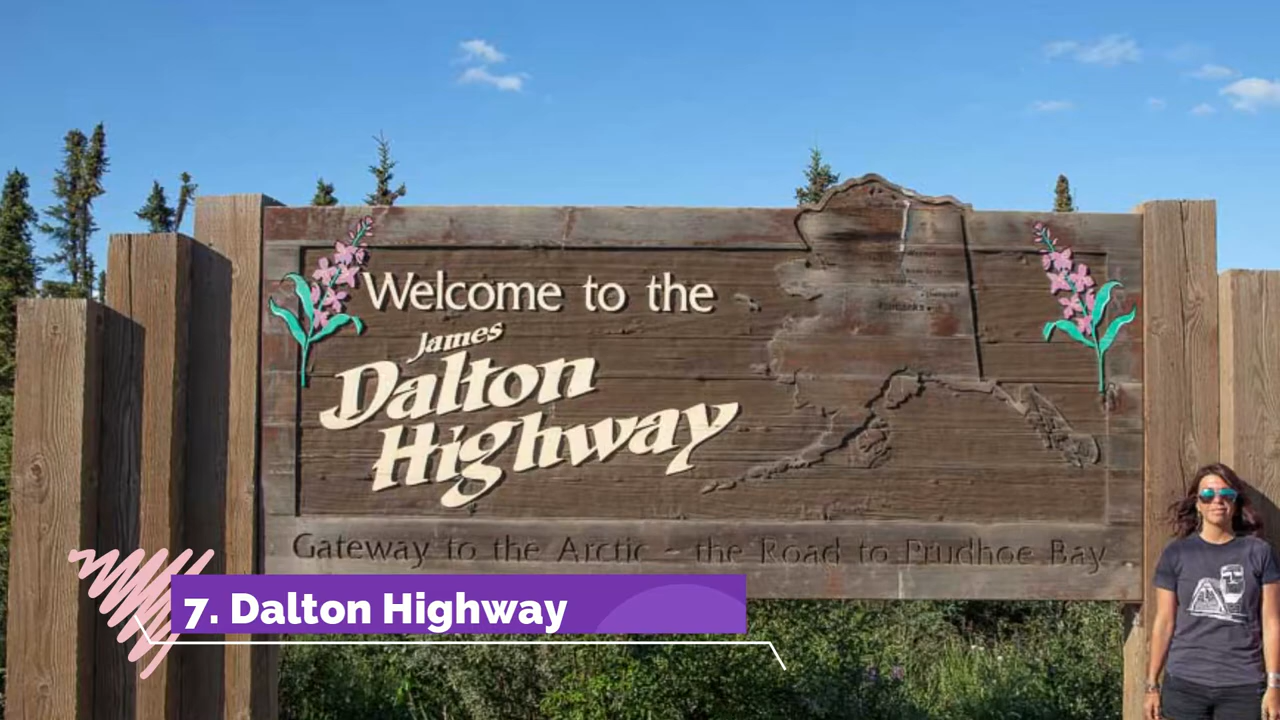 Welcome to the
James
Dalton
Highway
Gateway to the Arctic - the Road to Prudhoe Bay
7. Dalton Highway